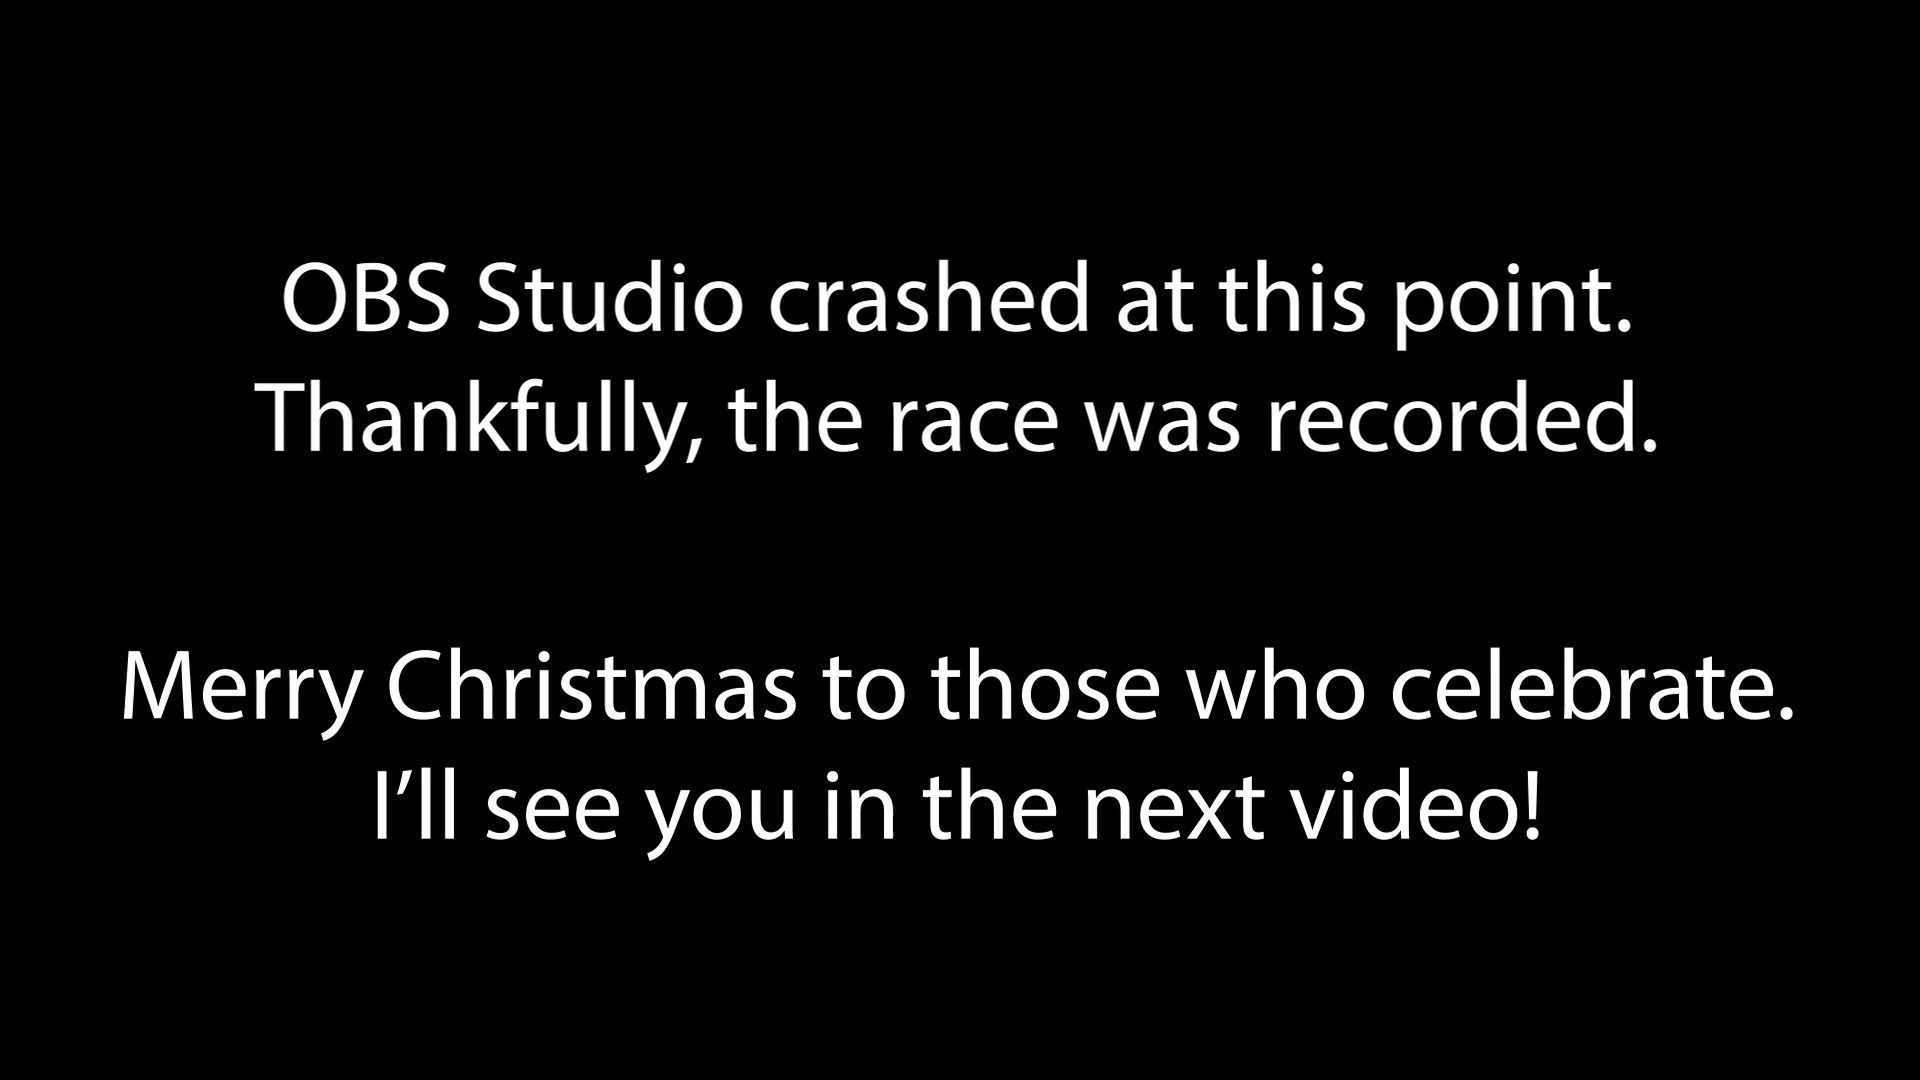 OBS Studio crashed at this point.
Thankfully, the race was recorded.
Merry Christmas to those who celebrate.
I’ll see you in the next video!